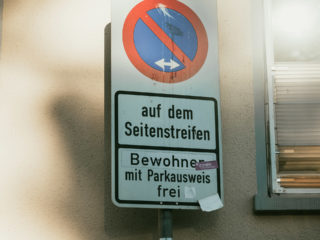 auf dem
Seitenstreifen
Bewohner
mit Parkausweis
frei